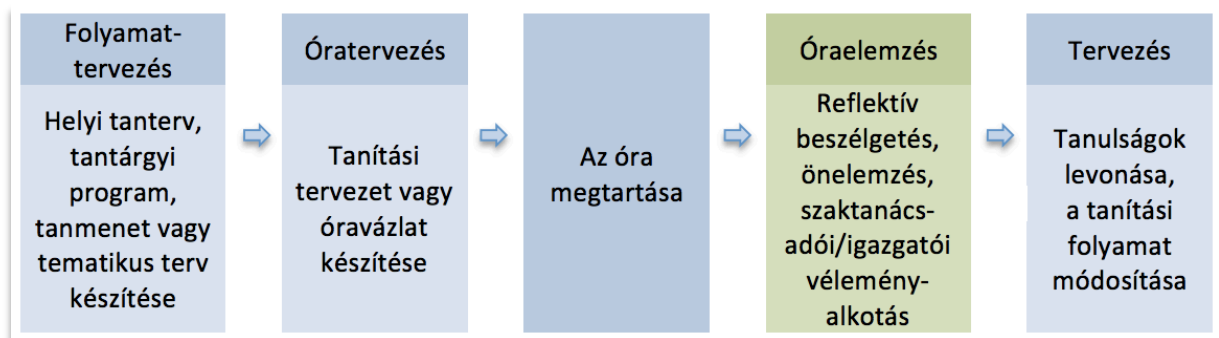 Folyamat-
tervezés
Helyi tanterv,
tantárgyi
program,
tanmenet vagy
tematikus terv
készítése
Óratervezés
Tanítási
tervezet vagy
óravázlat
készítése
Az óra
megtartása
Óraelemzés
Reflektív
beszélgetés,
önelemzés,
szaktanács-
adói/igazgatói
vélemény-
alkotás
Tervezés
Tanulságok
levonása,
a tanítási
folyamat
módosítása